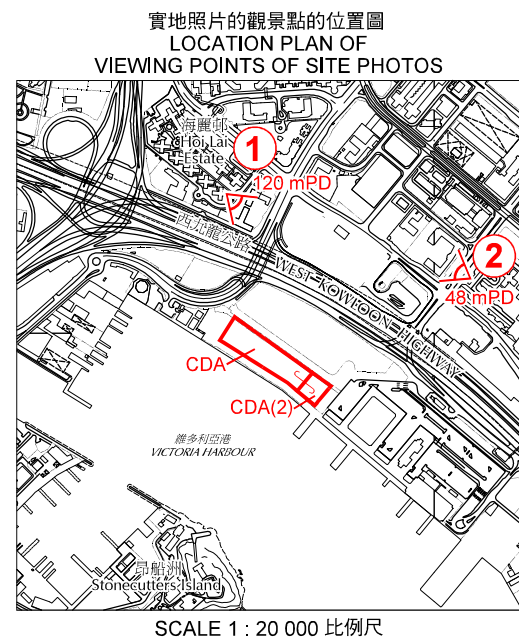 實地照片的觀景點的位置圖
LOCATION PLAN OF
VIEWING POINTS OF SITE PHOTOS
海麗邨
Hoi Lai
Estate
1
120 mPD
西九龍公路
WEST KOWLOON HIGHWAY
2
48 mPD
CDA
CDA(2)
維多利亞港
VICTORIA HARBOUR
昂船洲
Stonecutters Island
SCALE 1 : 20 000 比例尺